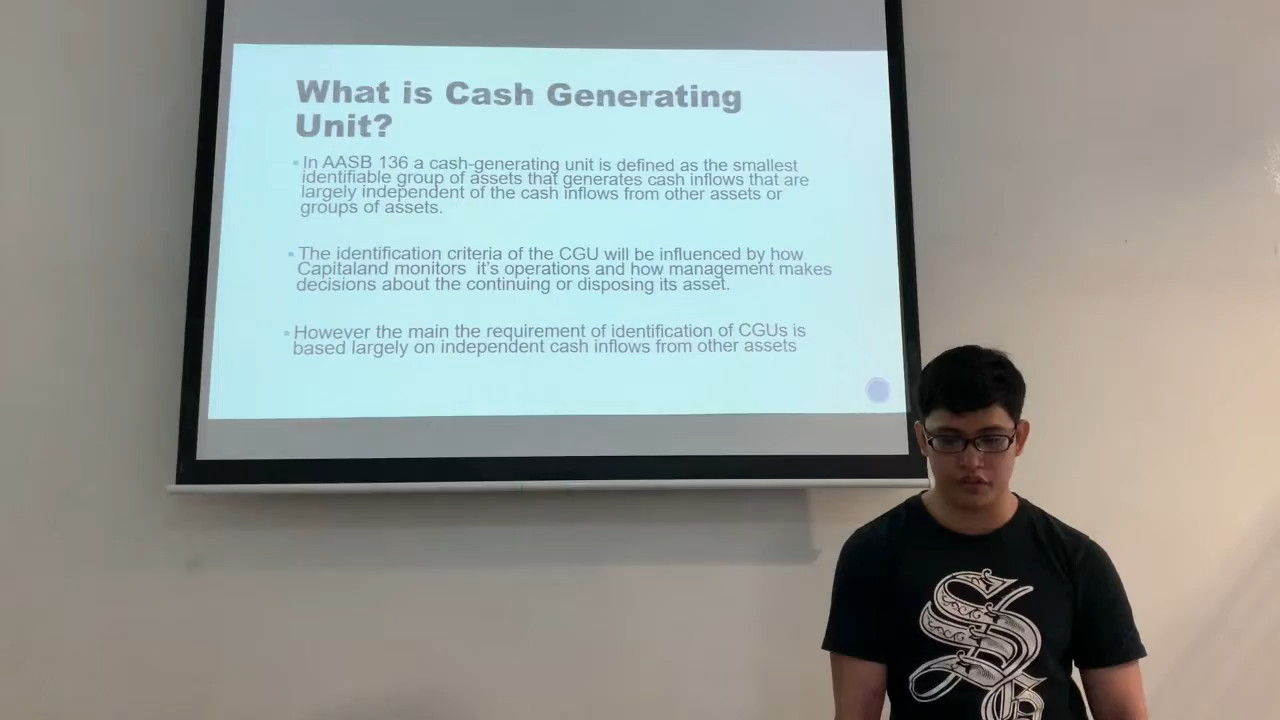 What is Cash Generating
Unit?
In AASB 136 a cash-generating unit is defined as the smallest
identifiable group of assets that generates cash inflows that are
largely independent of the cash inflows from other assets or
groups of assets.
The identification criteria of the CGU will be influenced by how
Capitaland monitors it's operations and how management makes
decisions about the continuing or disposing its asset.
However the main the requirement of identification of CGUs is
based largely on independent cash inflows from other assets